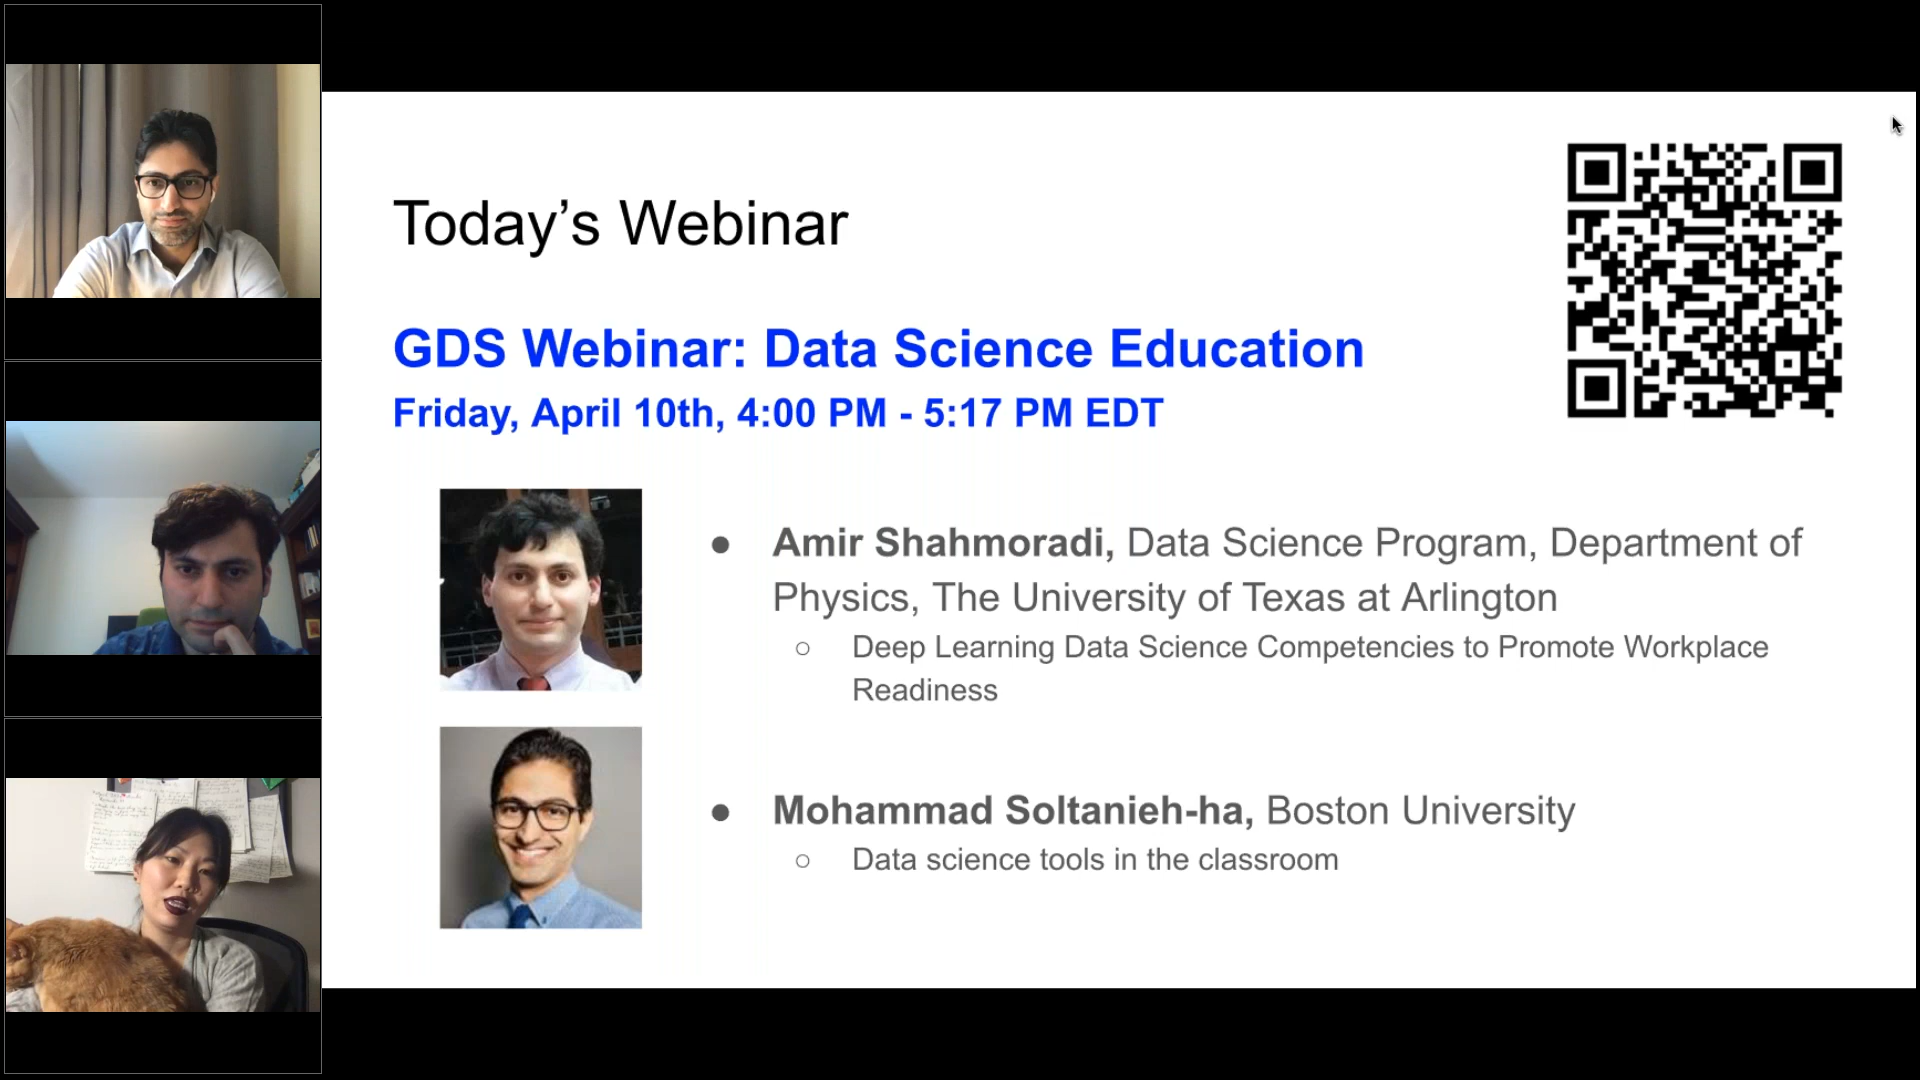 Today’s Webinar
GDS Webinar: Data Science Education
Friday, April 10th, 4:00 PM - 5:17 PM EDT
● Amir Shahmoradi, Data Science Program, Department of
Physics, The University of Texas at Arlington
○ Deep Learning Data Science Competencies to Promote Workplace
Readiness
● Mohammad Soltanieh-ha, Boston University
○ Data science tools in the classroom